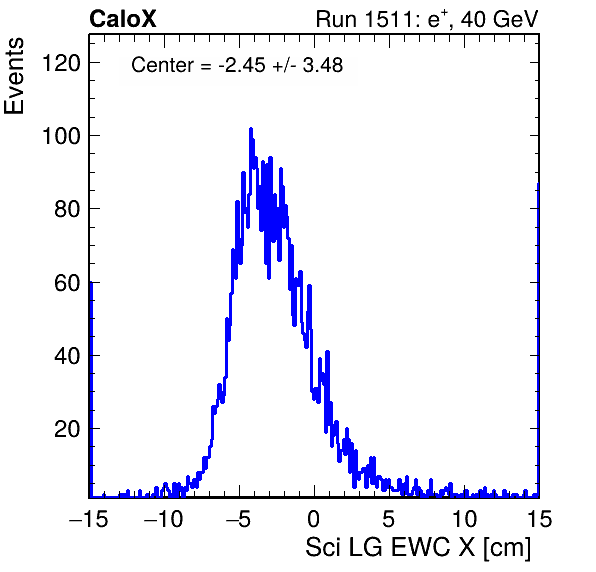 CaloX Run 1511: e⁺, 40 GeV
Events
Center = -2.45 +/- 3.48
120
100
80
60
40
20
−15 −10 −5 0 5 10 15
Sci LG EWC X [cm]